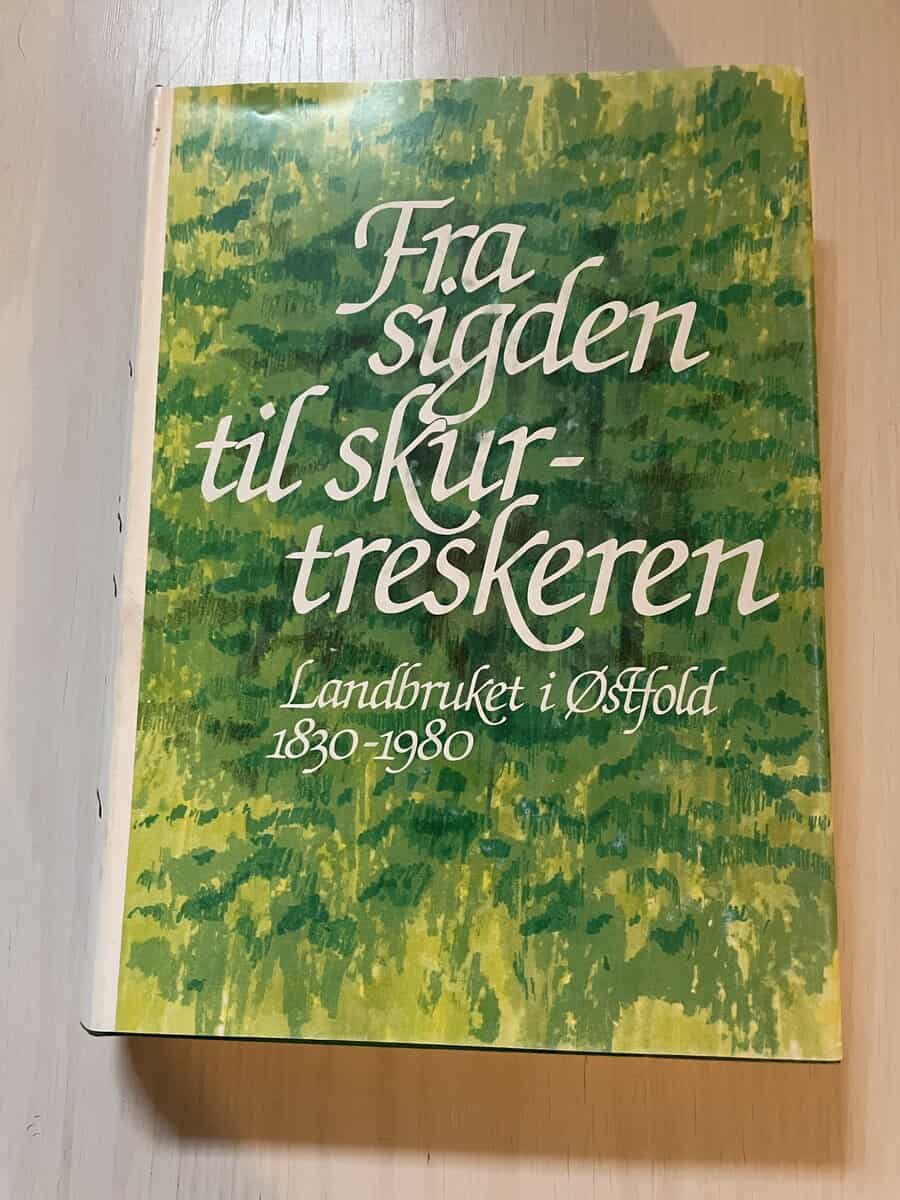 Fra
sigden
til skur-
treskeren
Landbruket i Østfold
1830-1980